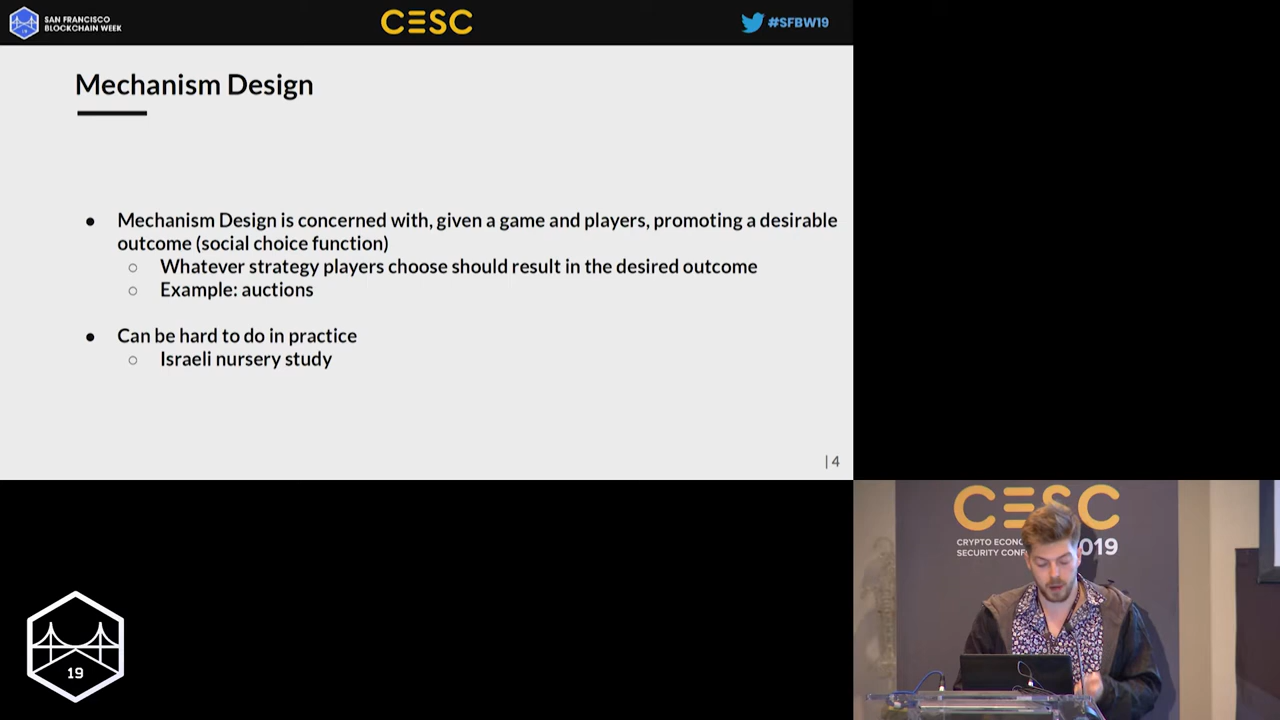 SAN FRANCISCO
BLOCKCHAIN WEEK
19
CESC
#SFBW19
Mechanism Design
● Mechanism Design is concerned with, given a game and players, promoting a desirable
outcome (social choice function)
○ Whatever strategy players choose should result in the desired outcome
○ Example: auctions
● Can be hard to do in practice
○ Israeli nursery study
| 4
CESC
CRYPTO ECONO
SECURITY CONF
2019
19